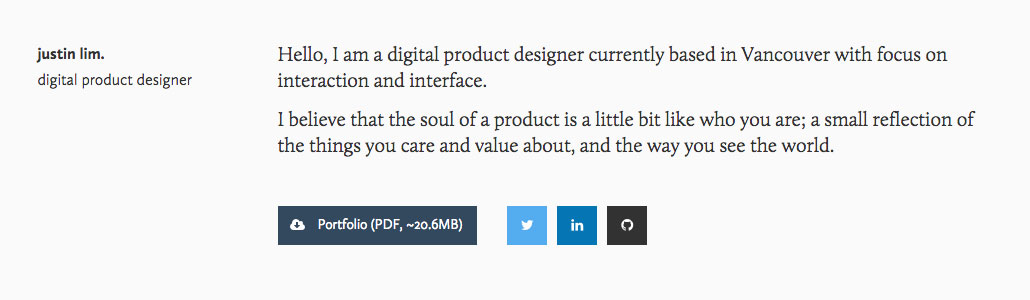 justin lim.
digital product designer
Hello, I am a digital product designer currently based in Vancouver with focus on
interaction and interface.
I believe that the soul of a product is a little bit like who you are; a small reflection of
the things you care and value about, and the way you see the world.
Portfolio (PDF, ~20.6MB)
in